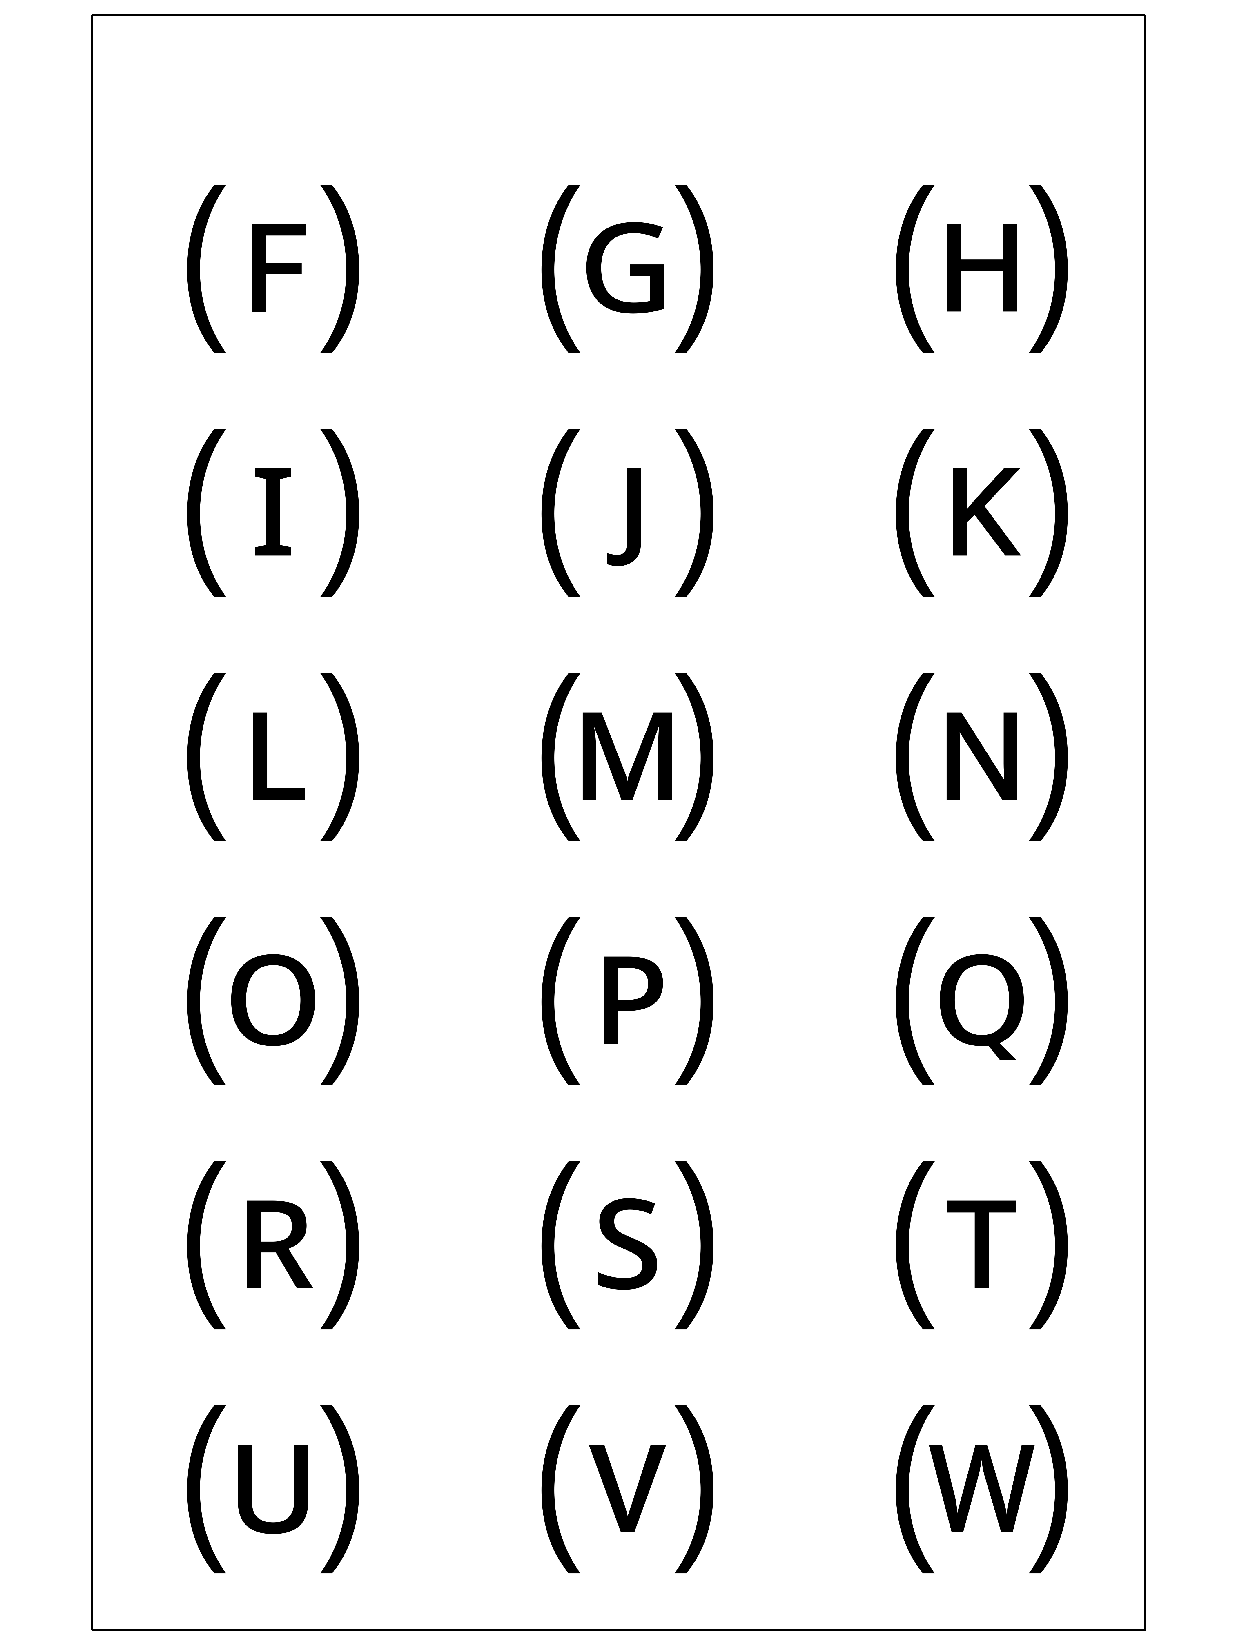 (F) (G) (H)
(I) (J) (K)
(L) (M) (N)
(O) (P) (Q)
(R) (S) (T)
(U) (V) (W)